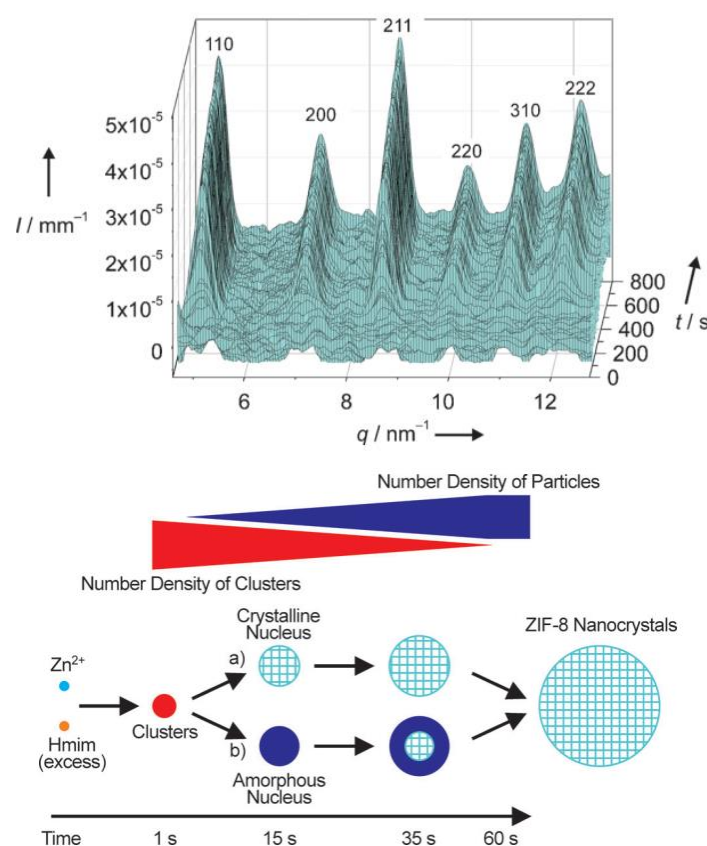 211
110
222
200
310
220
5x10⁻⁵
4x10⁻⁵
3x10⁻⁵
2x10⁻⁵
1x10⁻⁵
0
I / mm⁻¹
800
600
400
200
0
t / s
6 8 10 12
q / nm⁻¹
Number Density of Particles
Number Density of Clusters
Crystalline
Nucleus
ZIF-8 Nanocrystals
Zn²⁺
a)
Clusters
Hmim
(excess)
b)
Amorphous
Nucleus
Time 1 s 15 s 35 s 60 s